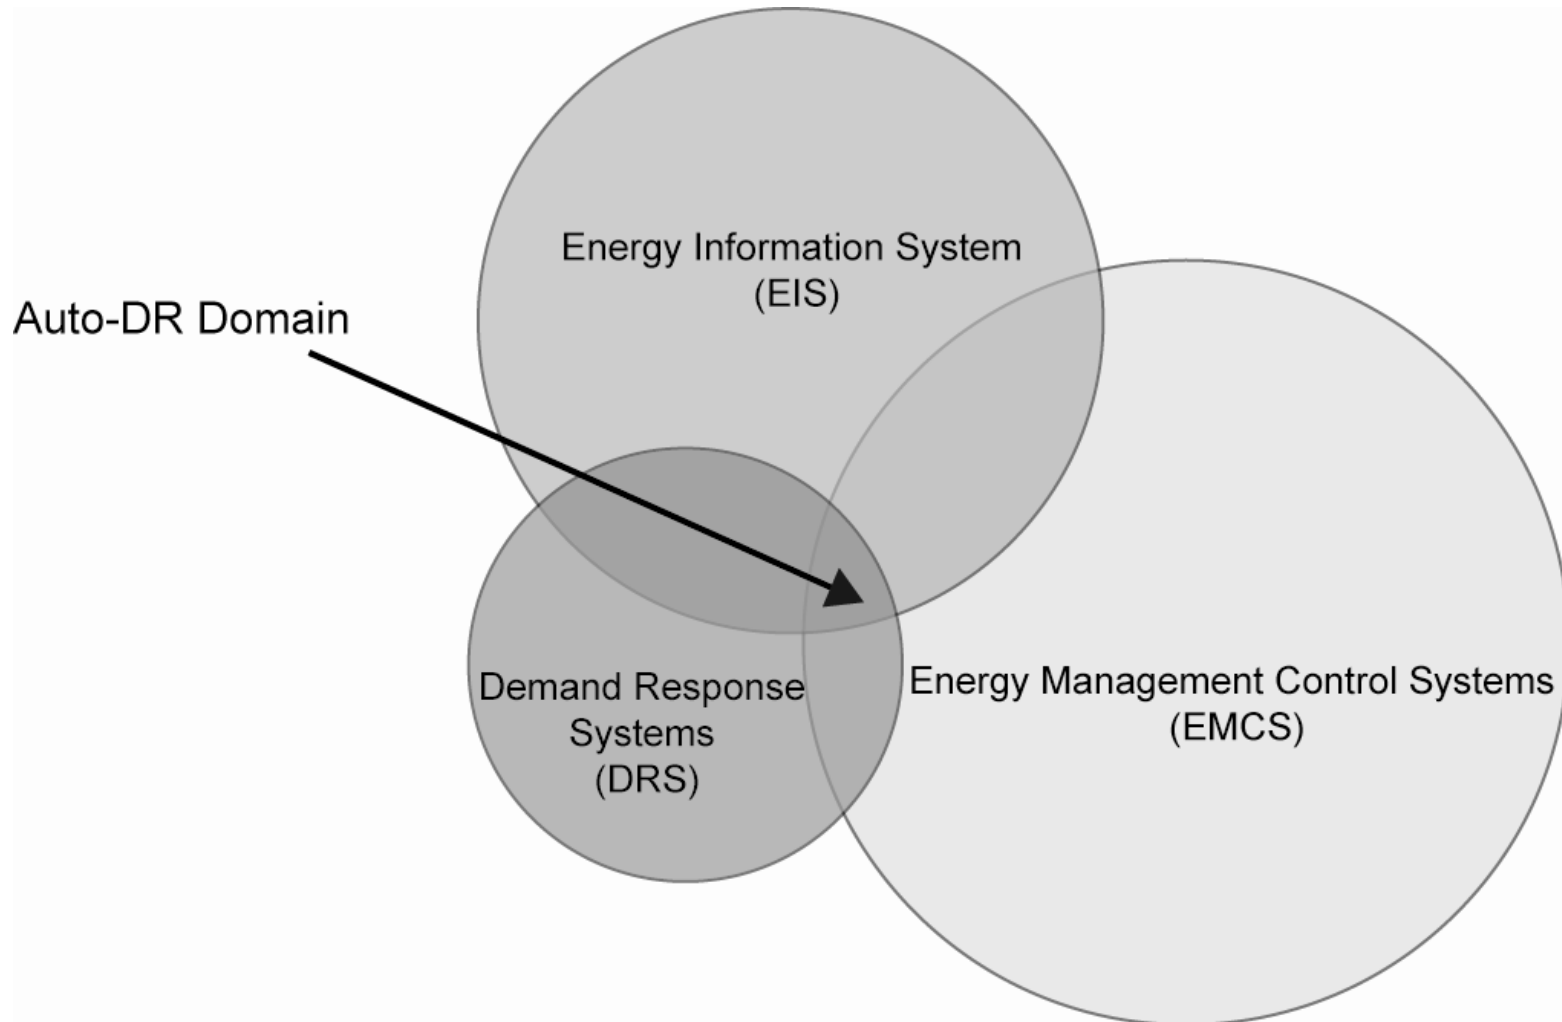 Energy Information System
(EIS)
Auto-DR Domain
Demand Response
Systems
(DRS)
Energy Management Control Systems
(EMCS)